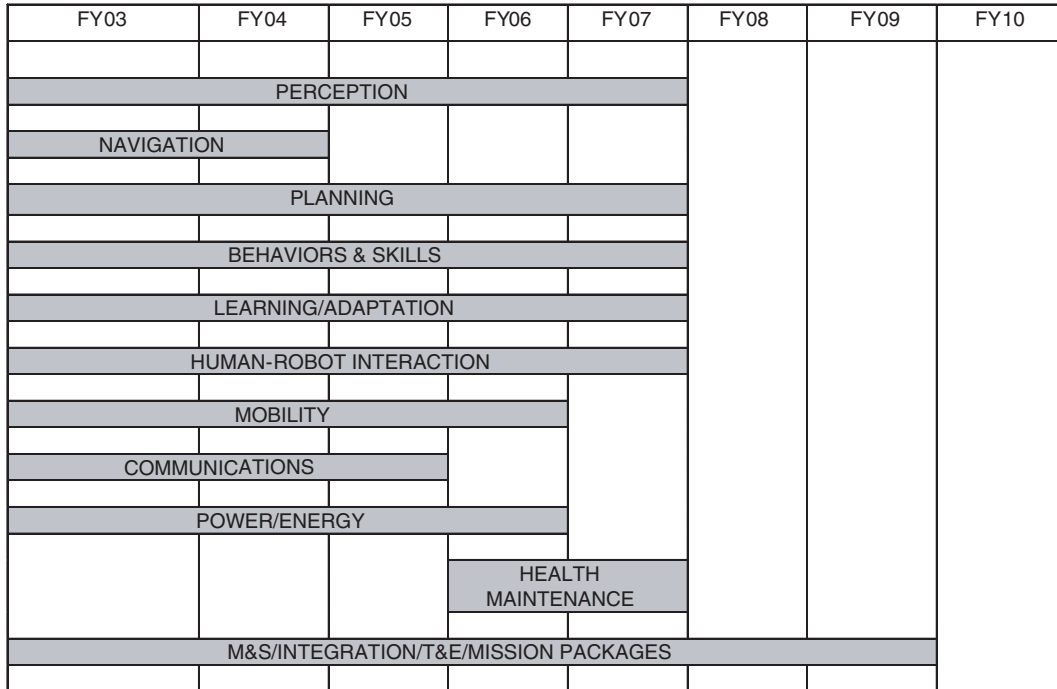 FY03 FY04 FY05 FY06 FY07 FY08 FY09 FY10
PERCEPTION
NAVIGATION
PLANNING
BEHAVIORS & SKILLS
LEARNING/ADAPTATION
HUMAN-ROBOT INTERACTION
MOBILITY
COMMUNICATIONS
POWER/ENERGY
HEALTH
MAINTENANCE
M&S/INTEGRATION/T&E/MISSION PACKAGES